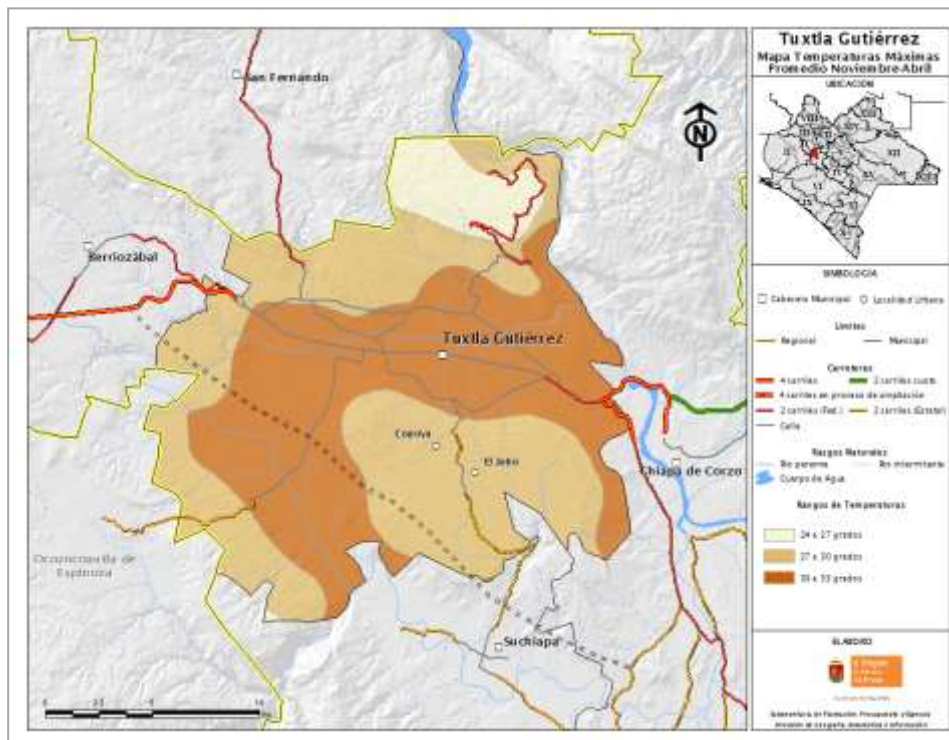 Tuxtla Gutiérrez
Mapa Temperaturas Máximas
Promedio Noviembre-Abril
UBICACIÓN
San Fernando
N
Berriozábal
Tuxtla Gutiérrez
Copoya
El Jobo
Chiapa de Corzo
Ocozocoautla de
Espinoza
Suchiapa
SIMBOLOGÍA
Cabecera Municipal
Localidad Urbana
Límites
Regional
Municipal
Carreteras
4 carriles
2 carriles cuota
4 carriles en proceso de ampliación
2 carriles (Fed.)
2 carriles (Estatal)
Calle
Rasgos Naturales
Río perenne
Río intermitente
Cuerpo de Agua
Rangos de Temperaturas
24 a 27 grados
27 a 30 grados
30 a 33 grados
ELABORÓ